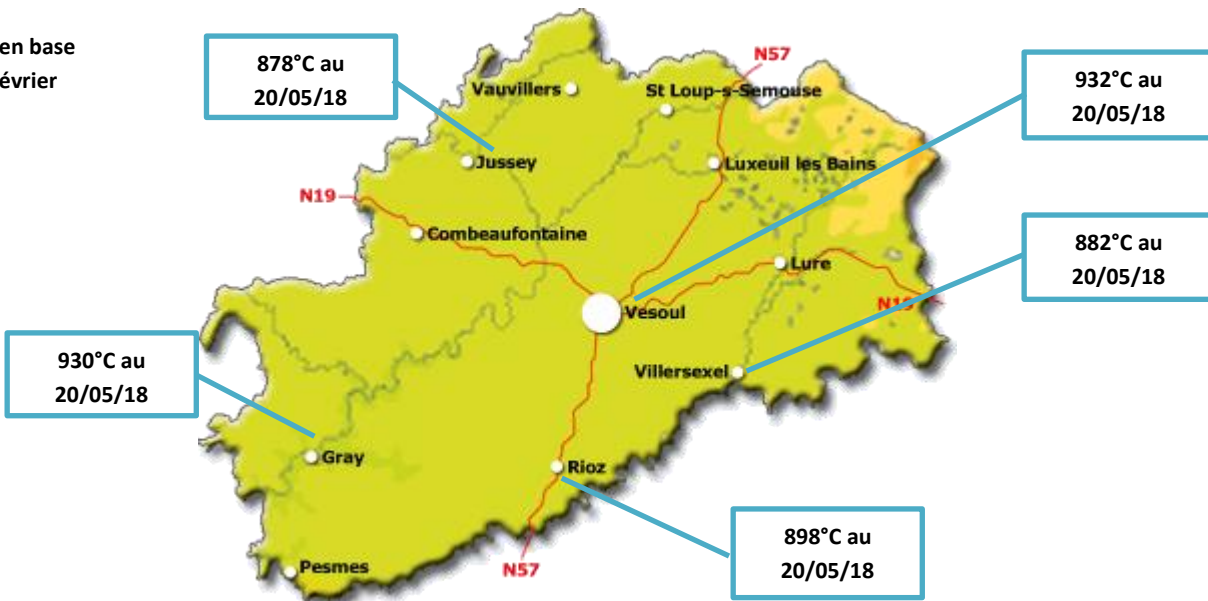 en base
évrier
878°C au
20/05/18
N57
932°C au
20/05/18
Vauvillers
St Loup-s-Semouse
Jussey
Luxeuil les Bains
N19
Combeaufontaine
882°C au
20/05/18
Lure
N19
Vesoul
930°C au
20/05/18
Villersexel
Gray
Rioz
898°C au
20/05/18
Pesmes
N57